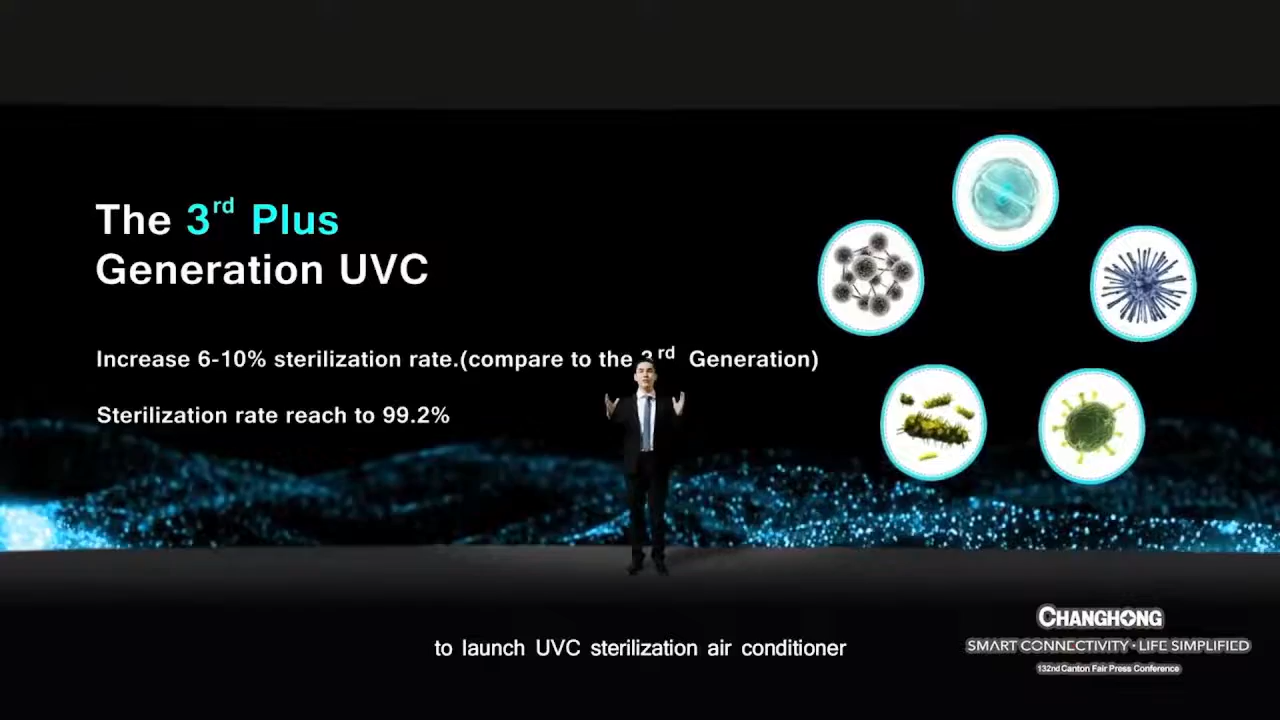 The 3rd Plus
Generation UVC
Increase 6-10% sterilization rate.(compare to the 3rd Generation)
Sterilization rate reach to 99.2%
to launch UVC sterilization air conditioner
CHANGHONG
SMART CONNECTIVITY · LIFE SIMPLIFIED
132nd Canton Fair Press Conference